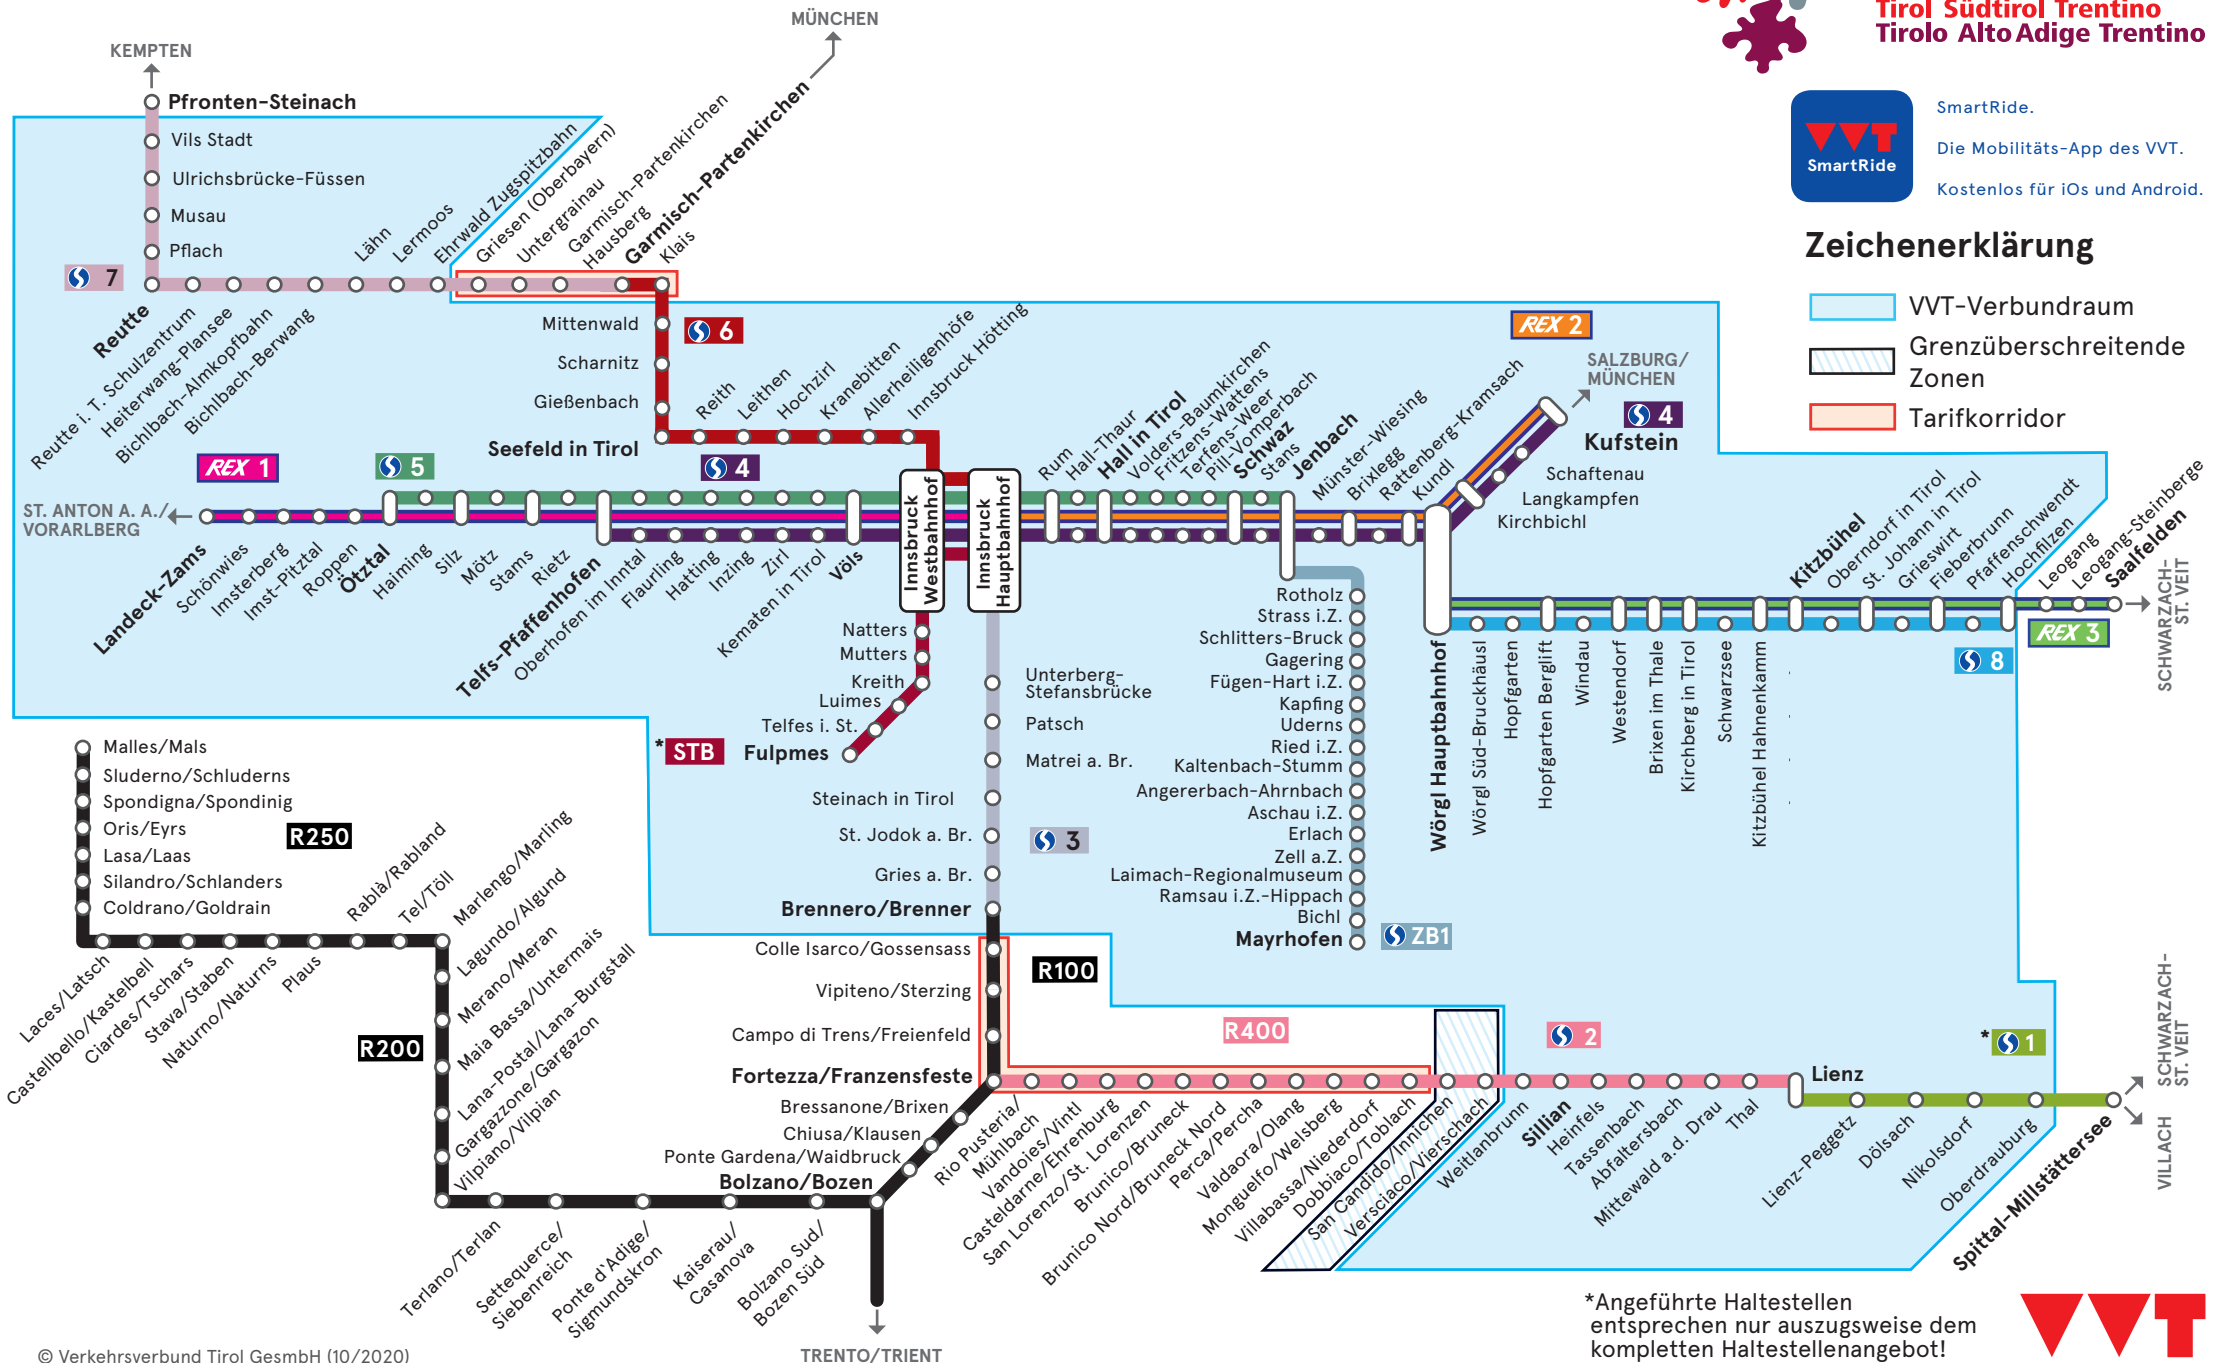 MÜNCHEN
KEMPTEN
Tirol Südtirol Trentino
Tirolo Alto Adige Trentino
VVT
SmartRide
SmartRide.
Die Mobilitäts-App des VVT.
Kostenlos für iOs und Android.
Zeichenerklärung
VVT-Verbundraum
Grenzüberschreitende
Zonen
Tarifkorridor
Pfronten-Steinach
Vils Stadt
Ulrichsbrücke-Füssen
Musau
Pflach
7
Reutte
Reutte i. T. Schulzentrum
Heiterwang-Plansee
Bichlbach-Almkopfbahn
Bichlbach-Berwang
Lähn
Lermoos
Ehrwald Zugspitzbahn
Griesen (Oberbayern)
Untergrainau
Garmisch-Partenkirchen
Hausberg
Garmisch-Partenkirchen
Klais
Mittenwald
6
Scharnitz
Gießenbach
Seefeld in Tirol
Reith
Leithen
Hochzirl
Kranebitten
Allerheiligenhöfe
Innsbruck Hötting
REX 1
5
4
ST. ANTON A. A./
VORARLBERG
Landeck-Zams
Schönwies
Imsterberg
Imst-Pitztal
Roppen
Ötztal
Haiming
Silz
Mötz
Stams
Rietz
Telfs-Pfaffenhofen
Oberhofen im Inntal
Flaurling
Hatting
Inzing
Zirl
Kematen in Tirol
Völs
Innsbruck
Westbahnhof
Innsbruck
Hauptbahnhof
Rum
Hall-Thaur
Hall in Tirol
Volders-Baumkirchen
Fritzens-Wattens
Terfens-Weer
Pill-Vomperbach
Schwaz
Stans
Jenbach
Münster-Wiesing
Brixlegg
Rattenberg-Kramsach
Kundl
REX 2
SALZBURG/
MÜNCHEN
4
Kufstein
Schaftenau
Langkampfen
Kirchbichl
Wörgl Hauptbahnhof
Wörgl Süd-Bruckhäusl
Hopfgarten
Hopfgarten Berglift
Windau
Westendorf
Brixen im Thale
Kirchberg in Tirol
Schwarzsee
Kitzbühel Hahnenkamm
Kitzbühel
Oberndorf in Tirol
St. Johann in Tirol
Grieswirt
Fieberbrunn
Pfaffenschwendt
Hochfilzen
Leogang
Leogang-Steinberge
Saalfelden
REX 3
8
SCHWARZACH-
ST. VEIT
Natters
Mutters
Kreith
Luimes
Telfes i. St.
Fulpmes
*STB
Unterberg-
Stefansbrücke
Patsch
Matrei a. Br.
Steinach in Tirol
St. Jodok a. Br.
3
Gries a. Br.
Brennero/Brenner
Rotholz
Strass i.Z.
Schlitters-Bruck
Gagering
Fügen-Hart i.Z.
Kapfing
Uderns
Ried i.Z.
Kaltenbach-Stumm
Angererbach-Ahrnbach
Aschau i.Z.
Erlach
Zell a.Z.
Laimach-Regionalmuseum
Ramsau i.Z.-Hippach
Bichl
Mayrhofen
ZB1
Malles/Mals
Sluderno/Schluderns
Spondigna/Spondinig
Oris/Eyrs
Lasa/Laas
Silandro/Schlanders
Coldrano/Goldrain
R250
Laces/Latsch
Castellbello/Kastelbell
Ciardes/Tschars
Stava/Staben
Naturno/Naturns
Plaus
Rablà/Rabland
Tel/Töll
Marlengo/Marling
Lagundo/Algund
Merano/Meran
Maia Bassa/Untermais
Lana-Postal/Lana-Burgstall
Gargazzone/Gargazon
Vilpiano/Vilpian
R200
Terlano/Terlan
Settequerce/
Siebenreich
Ponte d`Adige/
Sigmundskron
Kaiserau/
Casanova
Bolzano Sud/
Bozen Süd
Colle Isarco/Gossensass
R100
Vipiteno/Sterzing
Campo di Trens/Freienfeld
Fortezza/Franzensfeste
Bressanone/Brixen
Chiusa/Klausen
Ponte Gardena/Waidbruck
Bolzano/Bozen
TRENTO/TRIENT
R400
Rio Pusteria/
Mühlbach
Vandoies/Vintl
Casteldarne/Ehrenburg
San Lorenzo/St. Lorenzen
Brunico/Bruneck
Brunico Nord/Bruneck Nord
Perca/Percha
Valdaora/Olang
Monguelfo/Welsberg
Villabassa/Niederdorf
Dobbiaco/Toblach
San Candido/Innichen
Versciaco/Vierschach
2
Weitlanbrunn
Sillian
Heinfels
Tassenbach
Abfaltersbach
Mittewald a.d. Drau
Thal
Lienz
*1
Lienz-Peggetz
Dölsach
Nikolsdorf
Oberdrauburg
Spittal-Millstättersee
SCHWARZACH-
ST. VEIT
VILLACH
*Angeführte Haltestellen
entsprechen nur auszugsweise dem
kompletten Haltestellenangebot!
VVT
© Verkehrsverbund Tirol GesmbH (10/2020)